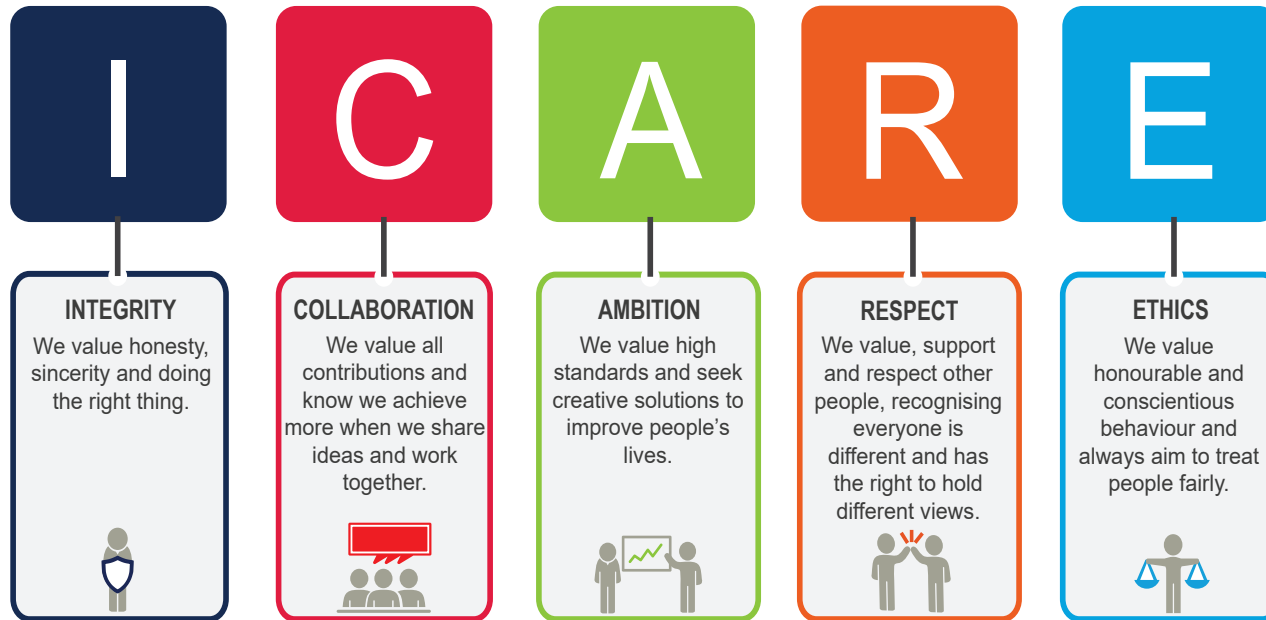 I
C
A
R
E
INTEGRITY
We value honesty,
sincerity and doing
the right thing.
COLLABORATION
We value all
contributions and
know we achieve
more when we share
ideas and work
together.
AMBITION
We value high
standards and seek
creative solutions to
improve people’s
lives.
RESPECT
We value, support
and respect other
people, recognising
everyone is
different and has
the right to hold
different views.
ETHICS
We value
honourable and
conscientious
behaviour and
always aim to treat
people fairly.